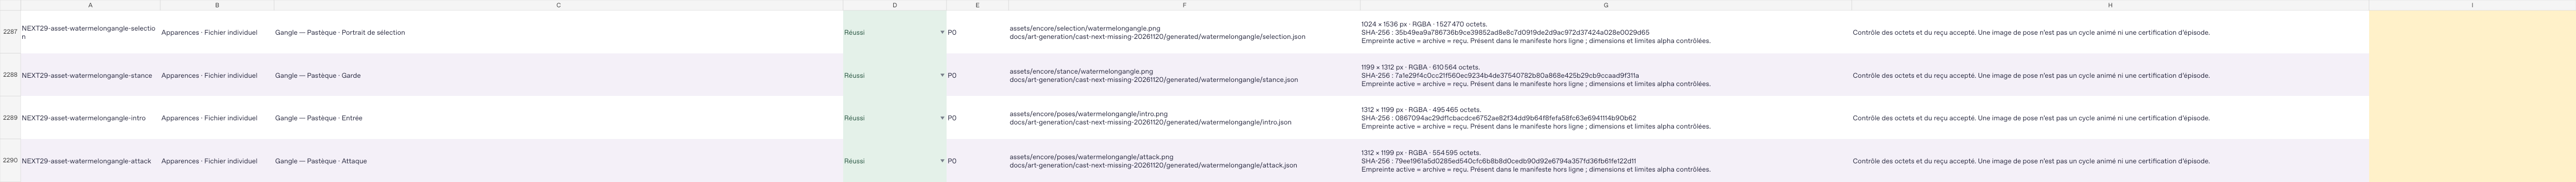 A B C D E F G H I
2287 NEXT29-asset-watermelongangle-selectio
n
Apparences · Fichier individuel
Gangle — Pastèque · Portrait de sélection
Réussi
P0
assets/encore/selection/watermelongangle.png
docs/art-generation/cast-next-missing-20261120/generated/watermelongangle/selection.json
1024 × 1536 px · RGBA · 1 527 470 octets.
SHA-256 : 35b49ea9a786736b9ce39852ad8e8c7d0919de2d9ac972d37424a028e0029d65
Empreinte active = archive = reçu. Présent dans le manifeste hors ligne ; dimensions et limites alpha contrôlées.
Contrôle des octets et du reçu accepté. Une image de pose n'est pas un cycle animé ni une certification d'épisode.
2288 NEXT29-asset-watermelongangle-stance
Apparences · Fichier individuel
Gangle — Pastèque · Garde
Réussi
P0
assets/encore/stance/watermelongangle.png
docs/art-generation/cast-next-missing-20261120/generated/watermelongangle/stance.json
1199 × 1312 px · RGBA · 610 564 octets.
SHA-256 : 7a1e29f4c0cc21f560ec9234b4de37540782b80a868e425b29cb9ccaad9f311a
Empreinte active = archive = reçu. Présent dans le manifeste hors ligne ; dimensions et limites alpha contrôlées.
Contrôle des octets et du reçu accepté. Une image de pose n'est pas un cycle animé ni une certification d'épisode.
2289 NEXT29-asset-watermelongangle-intro
Apparences · Fichier individuel
Gangle — Pastèque · Entrée
Réussi
P0
assets/encore/poses/watermelongangle/intro.png
docs/art-generation/cast-next-missing-20261120/generated/watermelongangle/intro.json
1312 × 1199 px · RGBA · 495 465 octets.
SHA-256 : 0867094ac29df1cbacdce6752ae82f34dd9b64f8fefa58fc63e6941114b90b62
Empreinte active = archive = reçu. Présent dans le manifeste hors ligne ; dimensions et limites alpha contrôlées.
Contrôle des octets et du reçu accepté. Une image de pose n'est pas un cycle animé ni une certification d'épisode.
2290 NEXT29-asset-watermelongangle-attack
Apparences · Fichier individuel
Gangle — Pastèque · Attaque
Réussi
P0
assets/encore/poses/watermelongangle/attack.png
docs/art-generation/cast-next-missing-20261120/generated/watermelongangle/attack.json
1312 × 1199 px · RGBA · 554 595 octets.
SHA-256 : 79ee1961a5d0285ed540cfc6b8b8d0cedb90d92e6794a357fd36fb61fe122d11
Empreinte active = archive = reçu. Présent dans le manifeste hors ligne ; dimensions et limites alpha contrôlées.
Contrôle des octets et du reçu accepté. Une image de pose n'est pas un cycle animé ni une certification d'épisode.